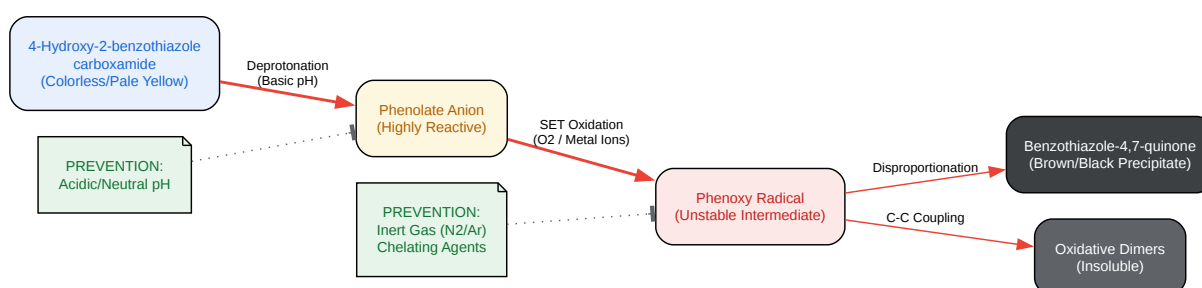 4-Hydroxy-2-benzothiazole
carboxamide
(Colorless/Pale Yellow)
Deprotonation
(Basic pH)
PREVENTION:
Acidic/Neutral pH
Phenolate Anion
(Highly Reactive)
SET Oxidation
(O2 / Metal Ions)
PREVENTION:
Inert Gas (N2/Ar)
Chelating Agents
Phenoxy Radical
(Unstable Intermediate)
Disproportionation
C-C Coupling
Benzothiazole-4,7-quinone
(Brown/Black Precipitate)
Oxidative Dimers
(Insoluble)